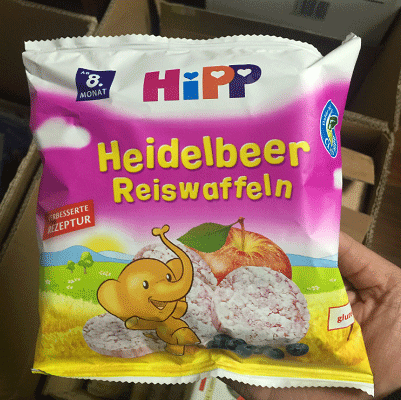 Ab
8.
MONAT
HiPP
Heidelbeer
Reiswaffeln
VERBESSERTE
REZEPTUR